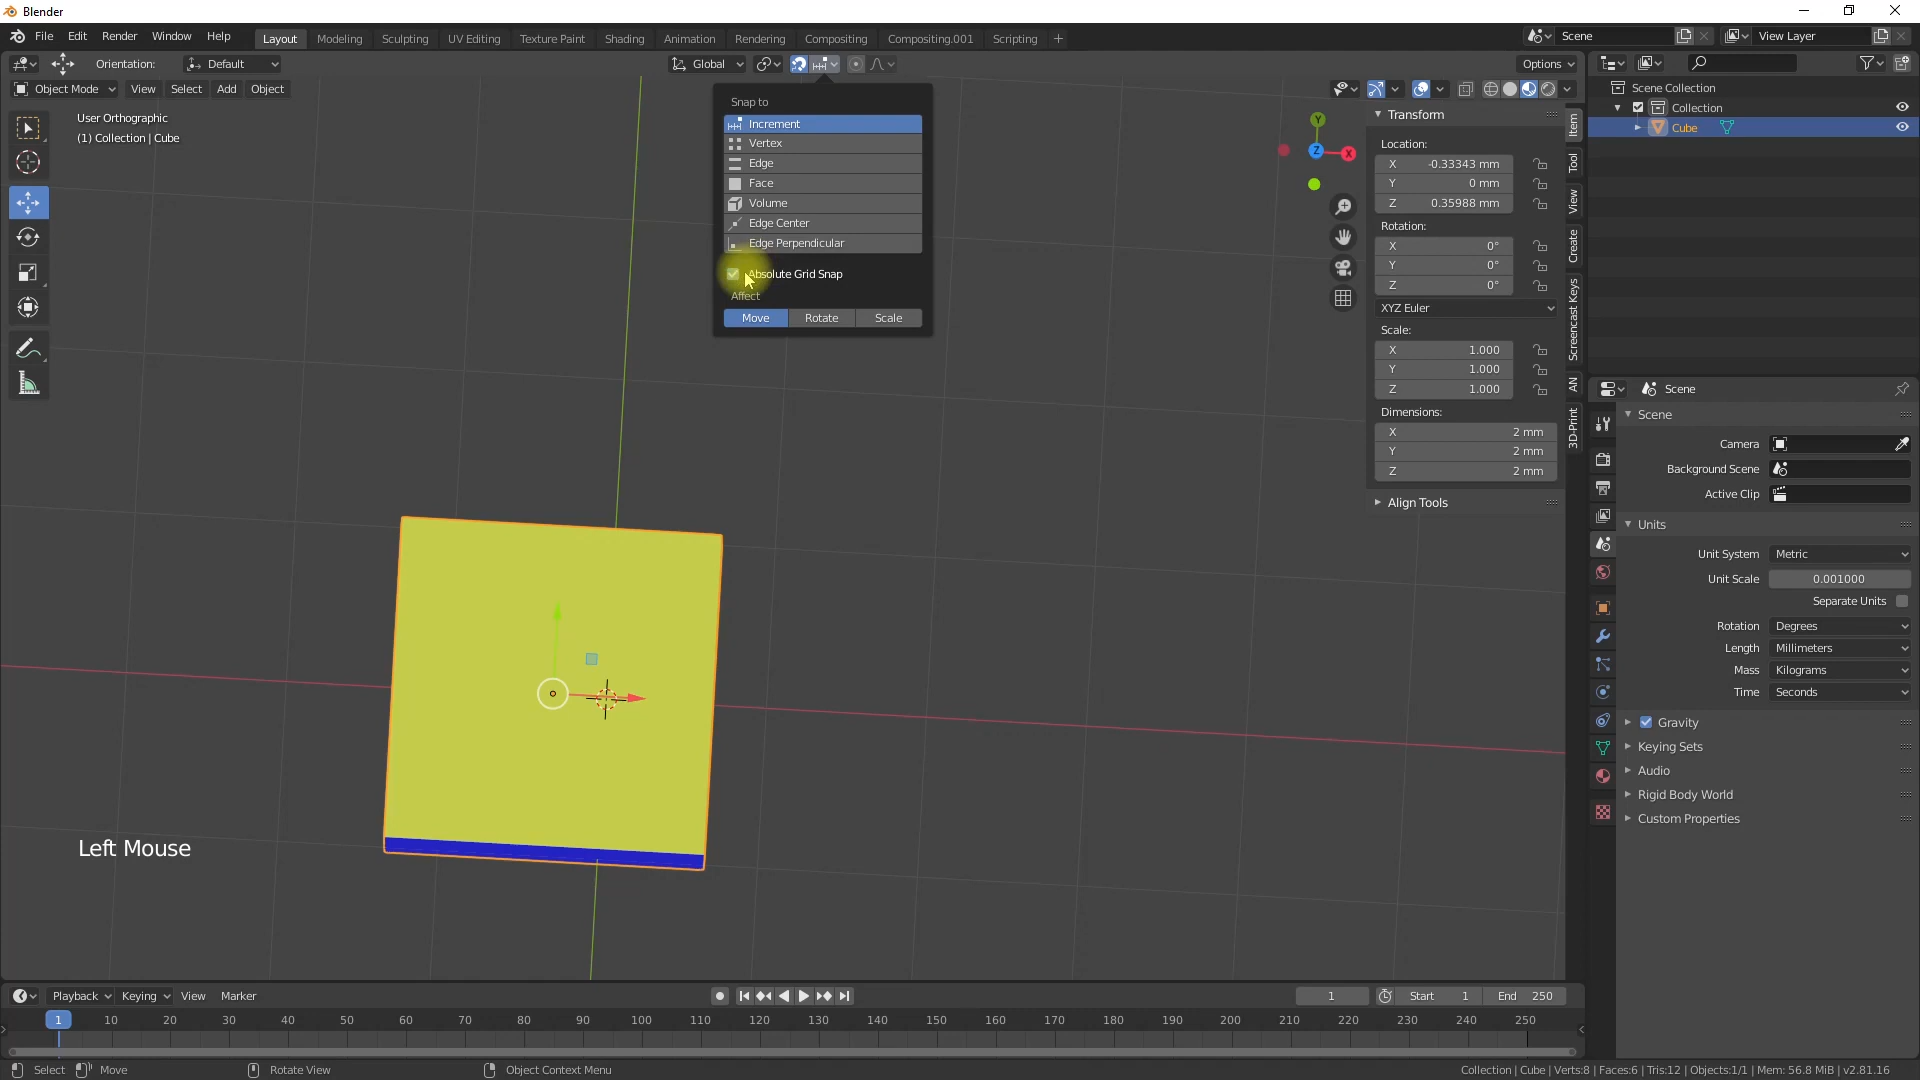 Blender
File Edit Render Window Help Layout Modeling Sculpting UV Editing Texture Paint Shading Animation Rendering Compositing Compositing.001 Scripting + Scene View Layer
Orientation: Default Global Options
Object Mode View Select Add Object
User Orthographic
(1) Collection | Cube
Snap to
Increment
Vertex
Edge
Face
Volume
Edge Center
Edge Perpendicular
Absolute Grid Snap
Affect
Move Rotate Scale
Y
Z
X
Transform
Location:
X -0.33343 mm
Y 0 mm
Z 0.35988 mm
Rotation:
X 0°
Y 0°
Z 0°
XYZ Euler
Scale:
X 1.000
Y 1.000
Z 1.000
Dimensions:
X 2 mm
Y 2 mm
Z 2 mm
Align Tools
Item
Tool
View
Create
Screencast Keys
AN
3D-Print
Scene Collection
Collection
Cube
Scene
Scene
Camera
Background Scene
Active Clip
Units
Unit System Metric
Unit Scale 0.001000
Separate Units
Rotation Degrees
Length Millimeters
Mass Kilograms
Time Seconds
Gravity
Keying Sets
Audio
Rigid Body World
Custom Properties
Left Mouse
Playback Keying View Marker 1 Start 1 End 250
1 10 20 30 40 50 60 70 80 90 100 110 120 130 140 150 160 170 180 190 200 210 220 230 240 250
Select Move Rotate View Object Context Menu Collection | Cube | Verts:8 | Faces:6 | Tris:12 | Objects:1/1 | Mem: 56.8 MiB | v2.81.16